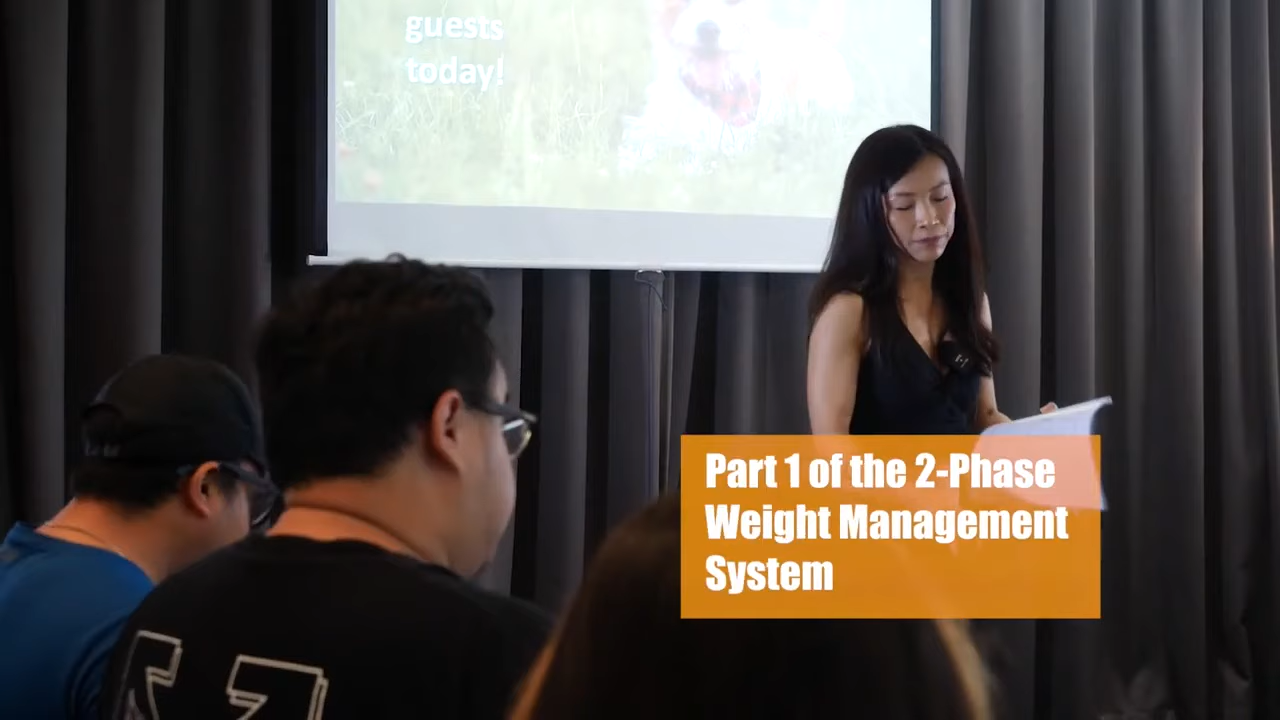 guests
today!
Part 1 of the 2-Phase
Weight Management
System